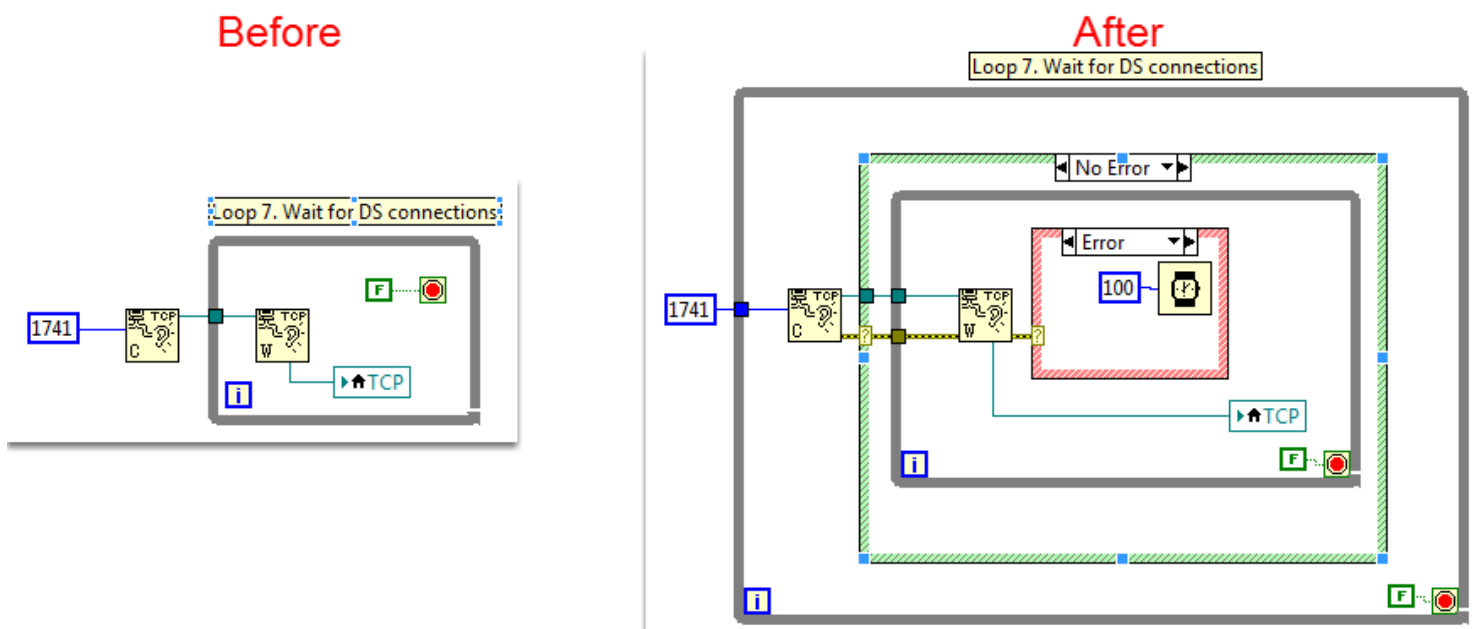 Before
Loop 7. Wait for DS connections
F
1741
TCP
C
TCP
W
TCP
i
After
Loop 7. Wait for DS connections
No Error
Error
100
1741
TCP
C
?
TCP
W
?
TCP
i
F
i
F